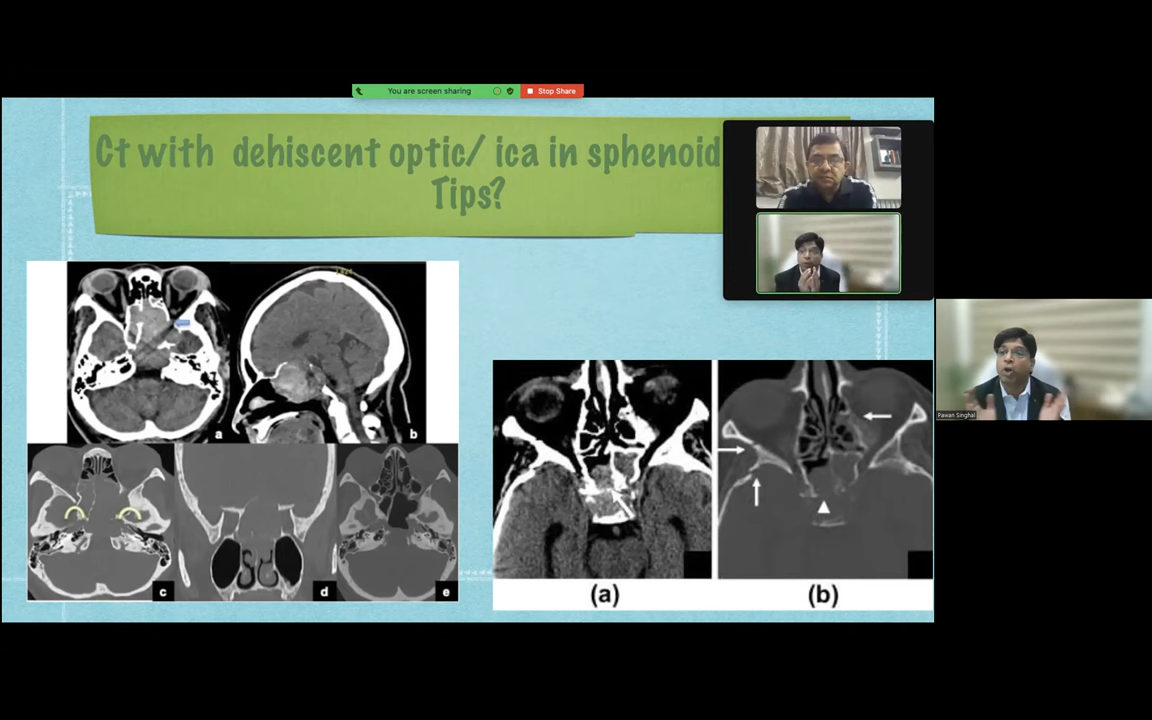 You are screen sharing
Stop Share
Ct with dehiscent optic/ ica in sphenoid
Tips?
a
b
c
d
e
(a)
(b)
Pawan Singhal